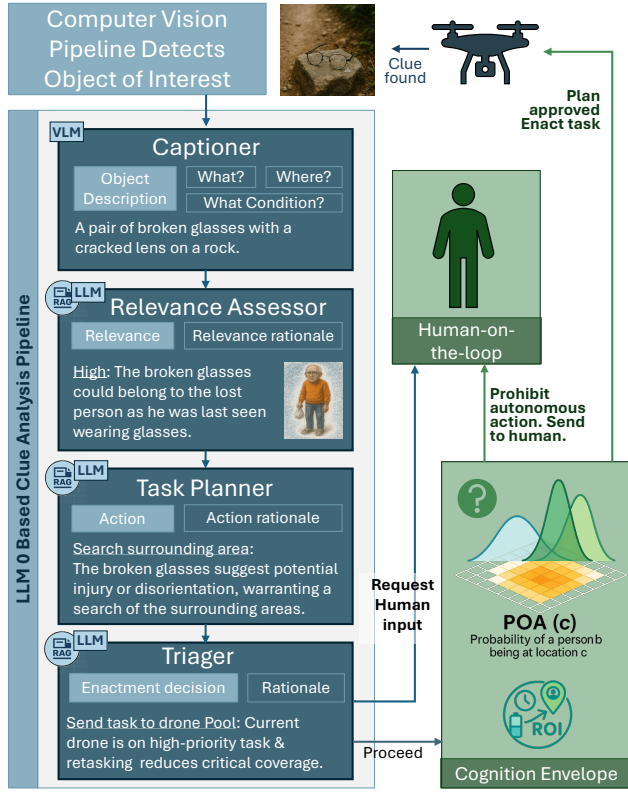 Computer Vision
Pipeline Detects
Object of Interest
Clue
found
Plan
approved
Enact task
LLM 0 Based Clue Analysis Pipeline
VLM
Captioner
Object
Description
What?
Where?
What Condition?
A pair of broken glasses with a
cracked lens on a rock.
RAG
LLM
Relevance Assessor
Relevance
Relevance rationale
High: The broken glasses
could belong to the lost
person as he was last seen
wearing glasses.
RAG
LLM
Task Planner
Action
Action rationale
Search surrounding area:
The broken glasses suggest potential
injury or disorientation, warranting a
search of the surrounding areas.
RAG
LLM
Triager
Enactment decision
Rationale
Send task to drone Pool: Current
drone is on high-priority task &
retasking reduces critical coverage.
Request
Human
input
Proceed
Human-on-
the-loop
Prohibit
autonomous
action. Send
to human.
?
POA (c)
Probability of a person b
being at location c
ROI
Cognition Envelope